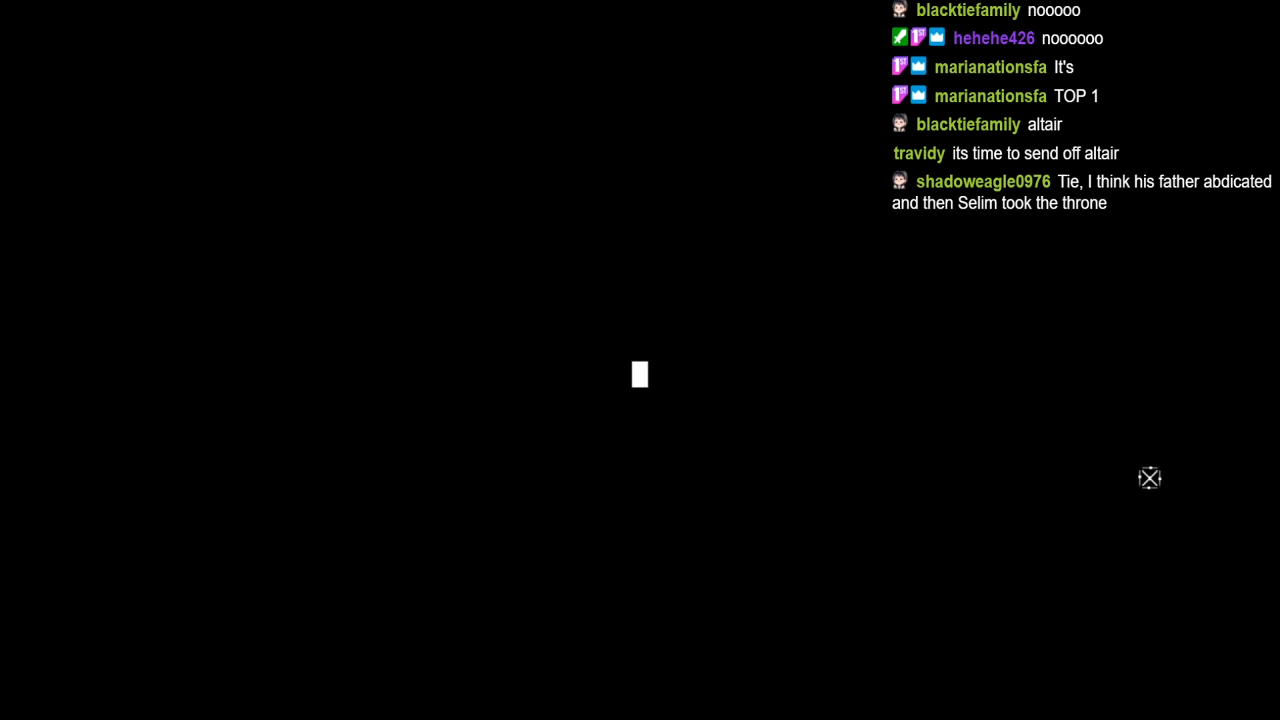 blacktiefamily nooooo
hehehe426 noooooo
marianationsfa It's
marianationsfa TOP 1
blacktiefamily altair
travidy its time to send off altair
shadoweagle0976 Tie, I think his father abdicated
and then Selim took the throne